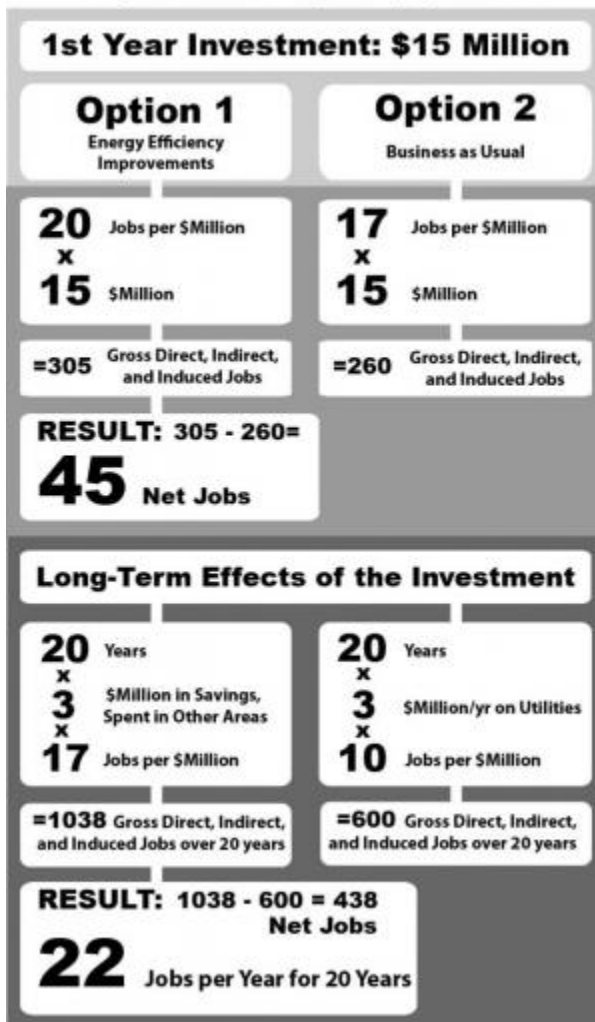 1st Year Investment: $15 Million
Option 1
Energy Efficiency
Improvements
20 Jobs per $Million
x
15 $Million
=305 Gross Direct, Indirect,
and Induced Jobs
RESULT: 305 - 260=
45 Net Jobs
Option 2
Business as Usual
17 Jobs per $Million
x
15 $Million
=260 Gross Direct, Indirect,
and Induced Jobs
Long-Term Effects of the Investment
20 Years
x
3 $Million in Savings,
Spent in Other Areas
x
17 Jobs per $Million
=1038 Gross Direct, Indirect,
and Induced Jobs over 20 years
RESULT: 1038 - 600 = 438
Net Jobs
22 Jobs per Year for 20 Years
20 Years
x
3 $Million/yr on Utilities
x
10 Jobs per $Million
=600 Gross Direct, Indirect,
and Induced Jobs over 20 years